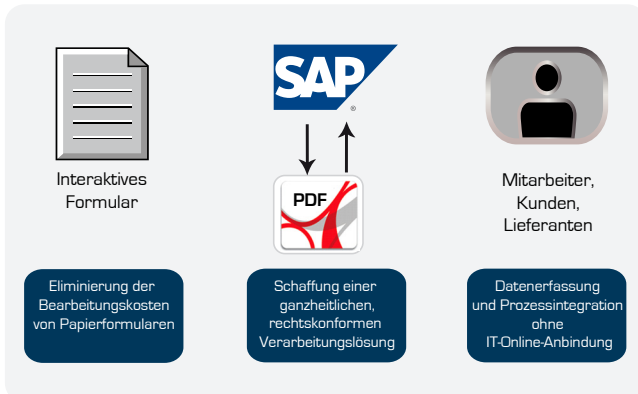 SAP
®
PDF
Interaktives
Formular
Mitarbeiter,
Kunden,
Lieferanten
Eliminierung der
Bearbeitungskosten
von Papierformularen
Schaffung einer
ganzheitlichen,
rechtskonformen
Verarbeitungslösung
Datenerfassung
und Prozessintegration
ohne
IT-Online-Anbindung